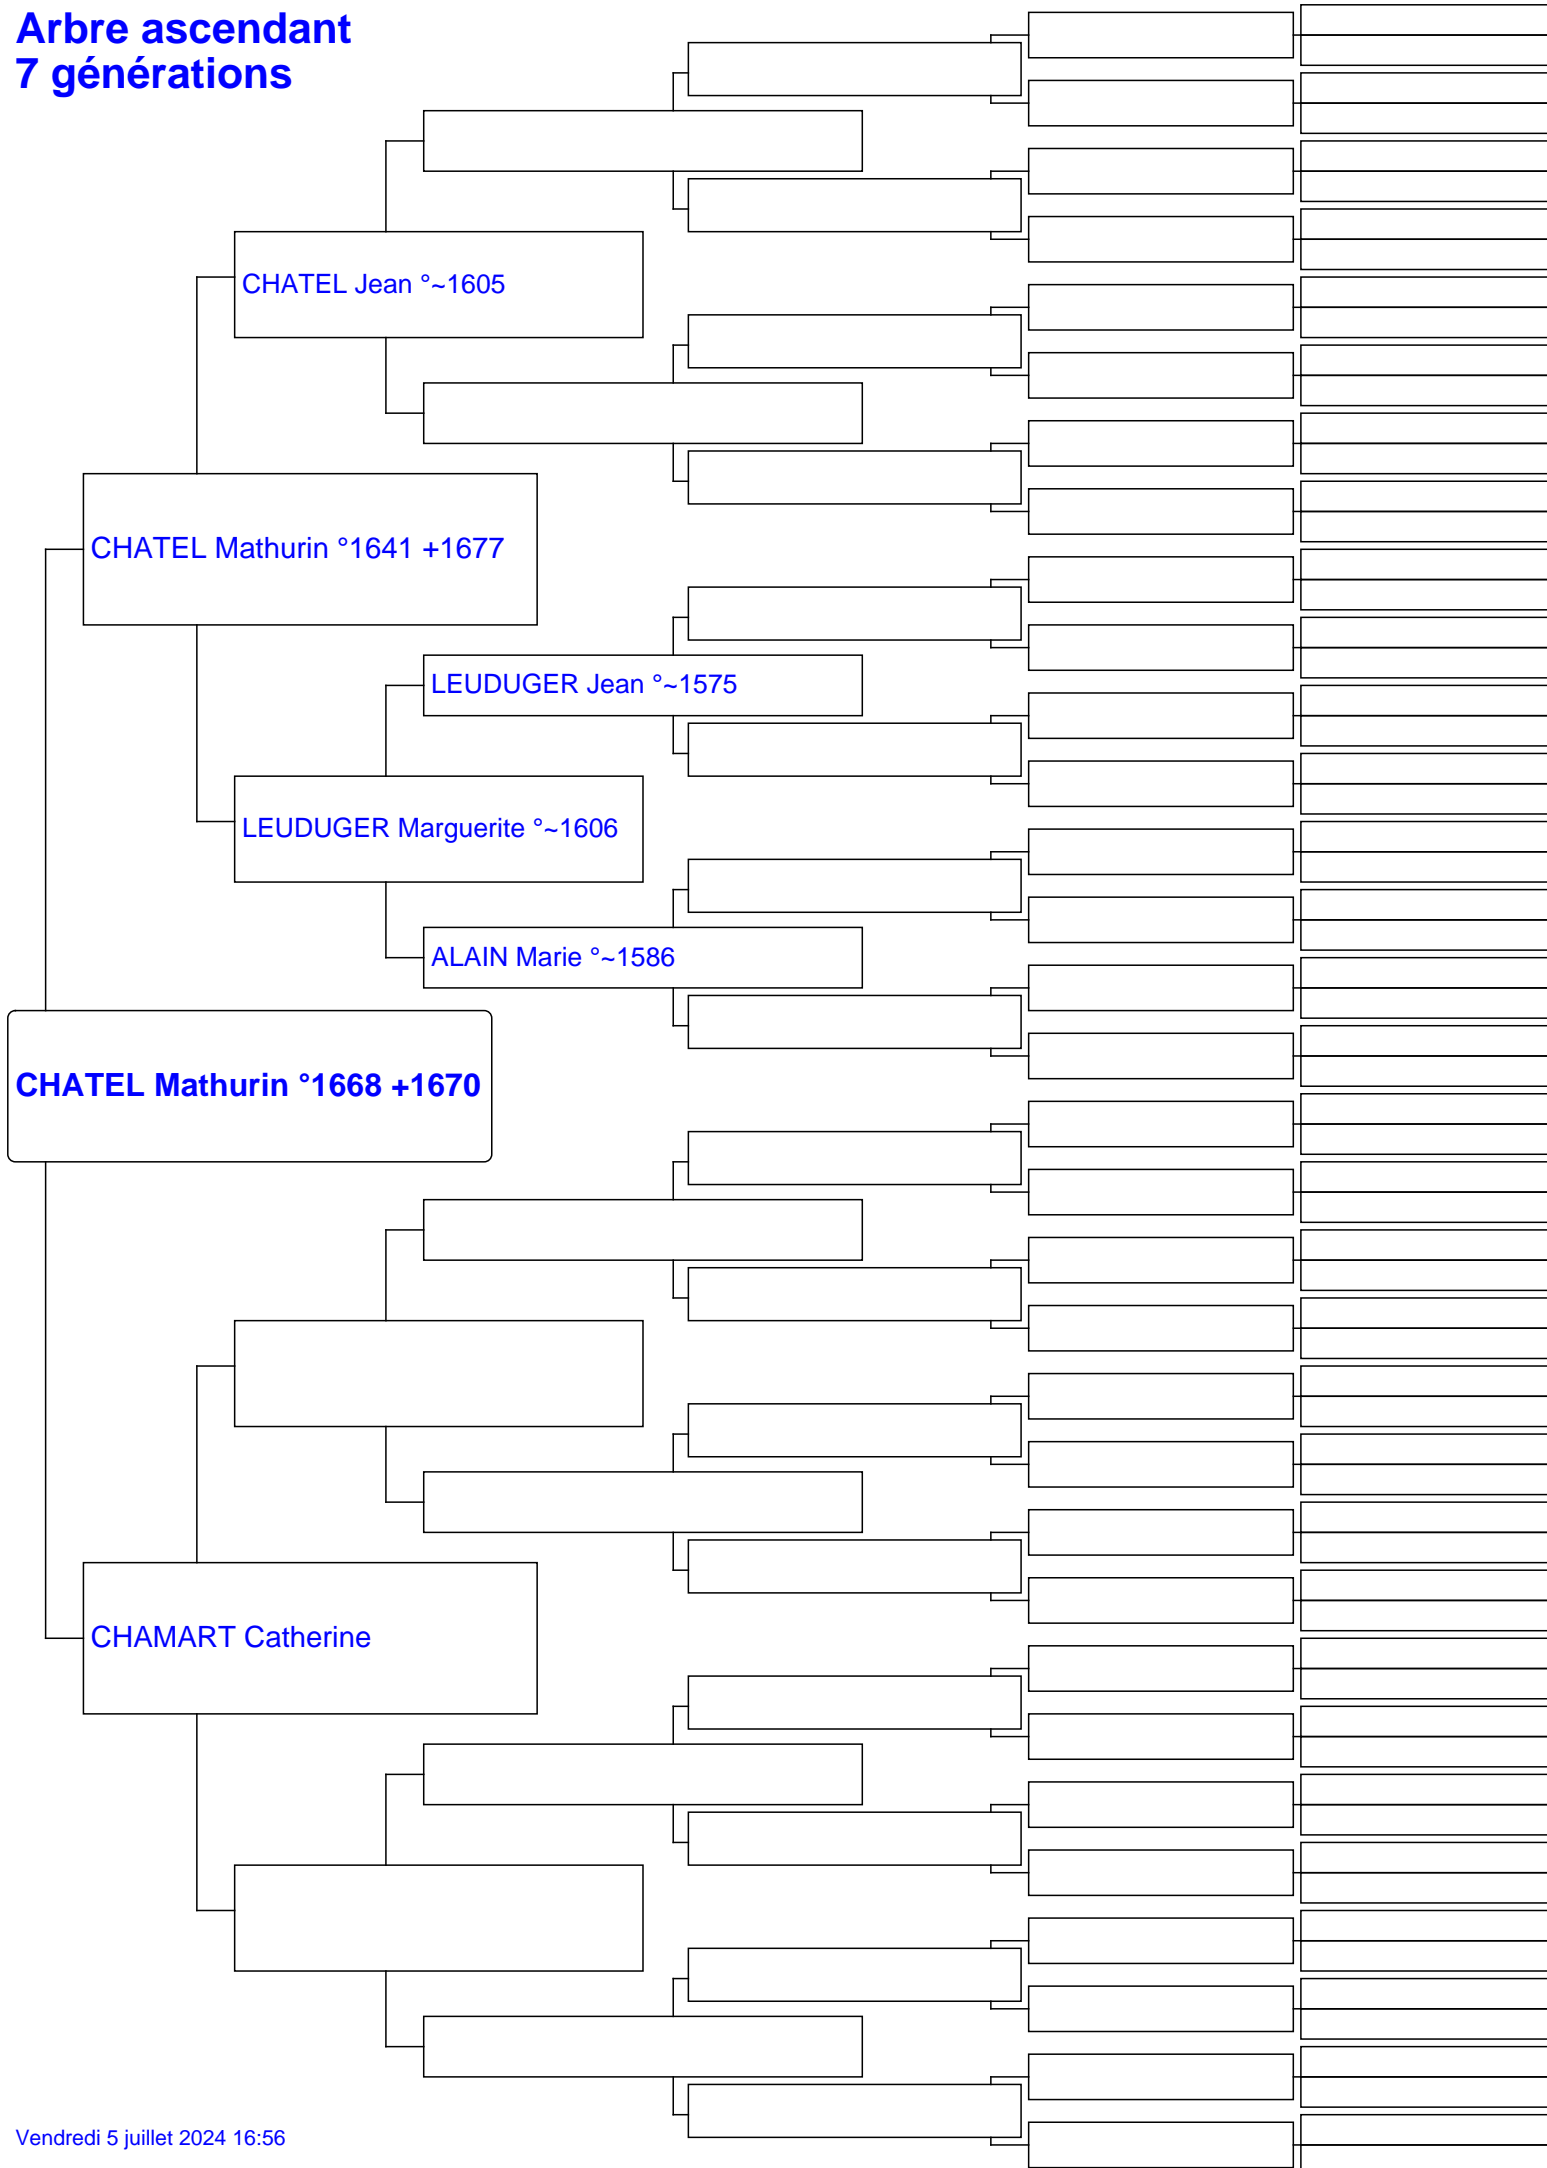 Arbre ascendant
7 générations
CHATEL Jean °~1605
CHATEL Mathurin °1641 +1677
LEUDUGER Jean °~1575
LEUDUGER Marguerite °~1606
ALAIN Marie °~1586
CHATEL Mathurin °1668 +1670
CHAMART Catherine
Vendredi 5 juillet 2024 16:56